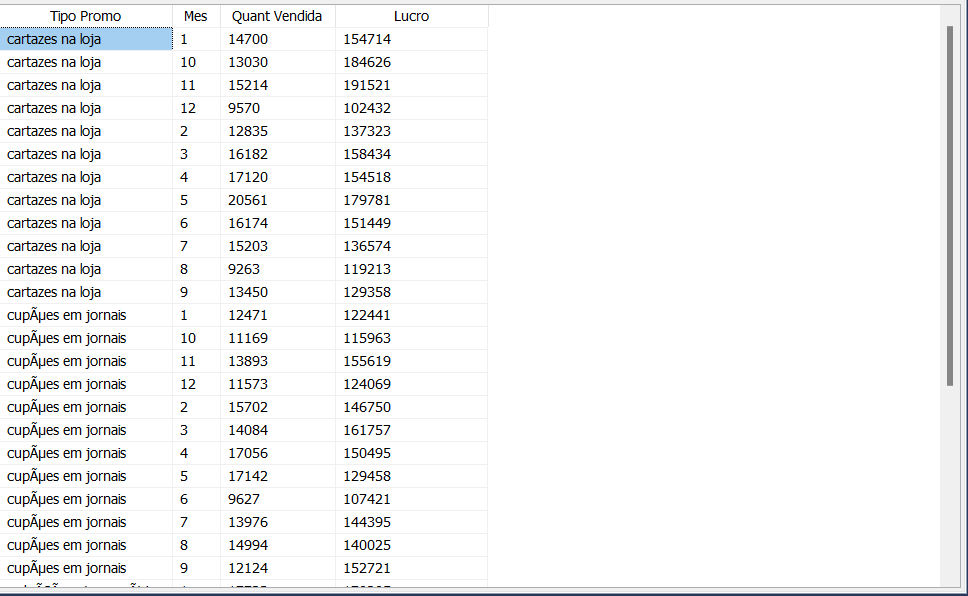 Tipo Promo Mes Quant Vendida Lucro
cartazes na loja 1 14700 154714
cartazes na loja 10 13030 184626
cartazes na loja 11 15214 191521
cartazes na loja 12 9570 102432
cartazes na loja 2 12835 137323
cartazes na loja 3 16182 158434
cartazes na loja 4 17120 154518
cartazes na loja 5 20561 179781
cartazes na loja 6 16174 151449
cartazes na loja 7 15203 136574
cartazes na loja 8 9263 119213
cartazes na loja 9 13450 129358
cupÃµes em jornais 1 12471 122441
cupÃµes em jornais 10 11169 115963
cupÃµes em jornais 11 13893 155619
cupÃµes em jornais 12 11573 124069
cupÃµes em jornais 2 15702 146750
cupÃµes em jornais 3 14084 161757
cupÃµes em jornais 4 17056 150495
cupÃµes em jornais 5 17142 129458
cupÃµes em jornais 6 9627 107421
cupÃµes em jornais 7 13976 144395
cupÃµes em jornais 8 14994 140025
cupÃµes em jornais 9 12124 152721